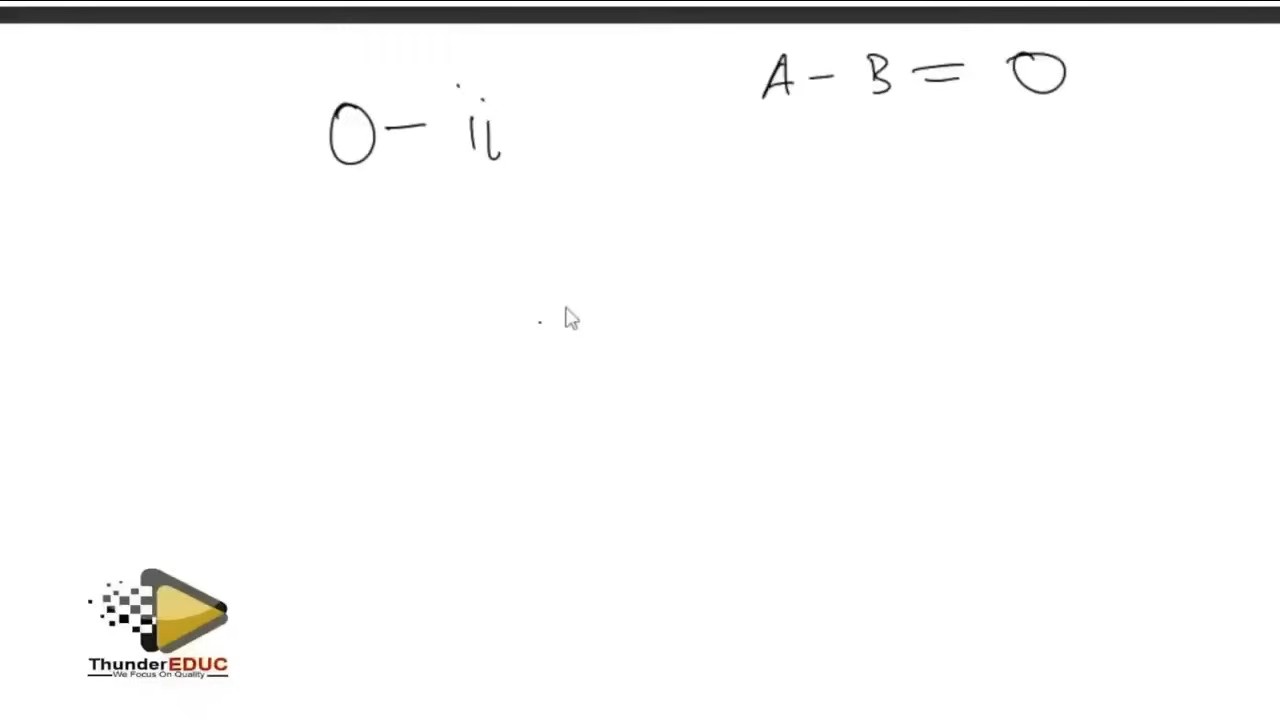 A - B = O
O - ii
ThunderEDUC
We Focus On Quality